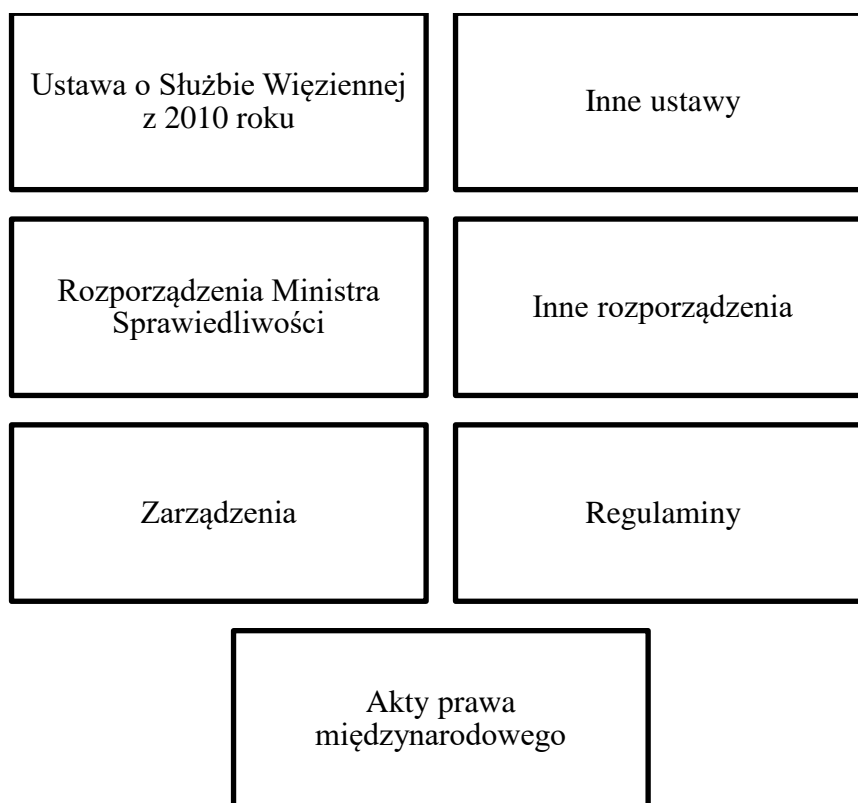 Ustawa o Służbie Więziennej
z 2010 roku
Inne ustawy
Rozporządzenia Ministra
Sprawiedliwości
Inne rozporządzenia
Zarządzenia
Regulaminy
Akty prawa
międzynarodowego